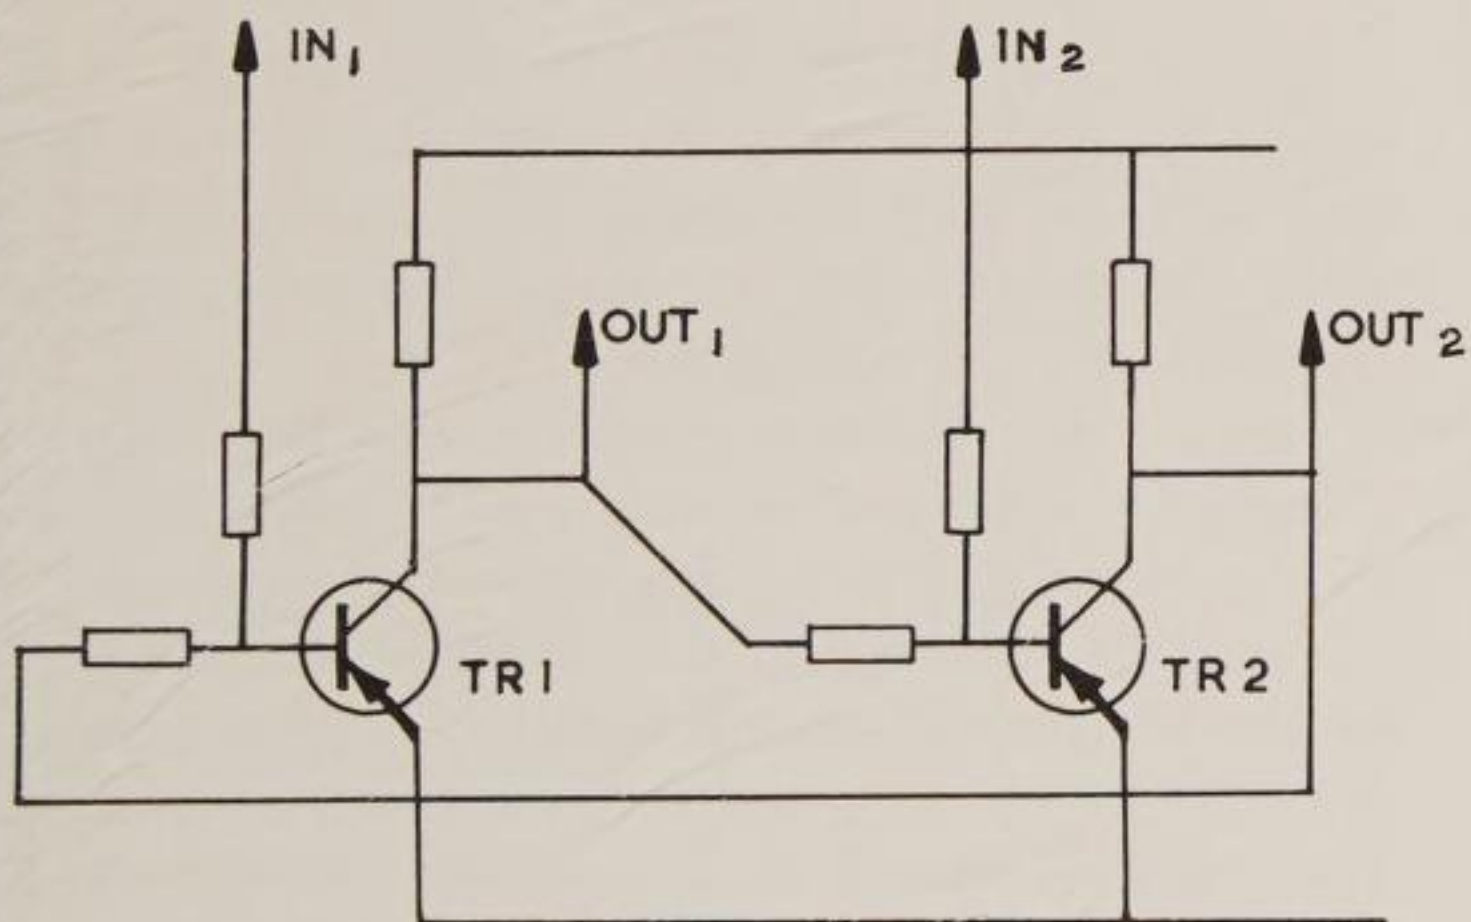 IN₁
IN₂
OUT₁
OUT₂
TR1
TR2